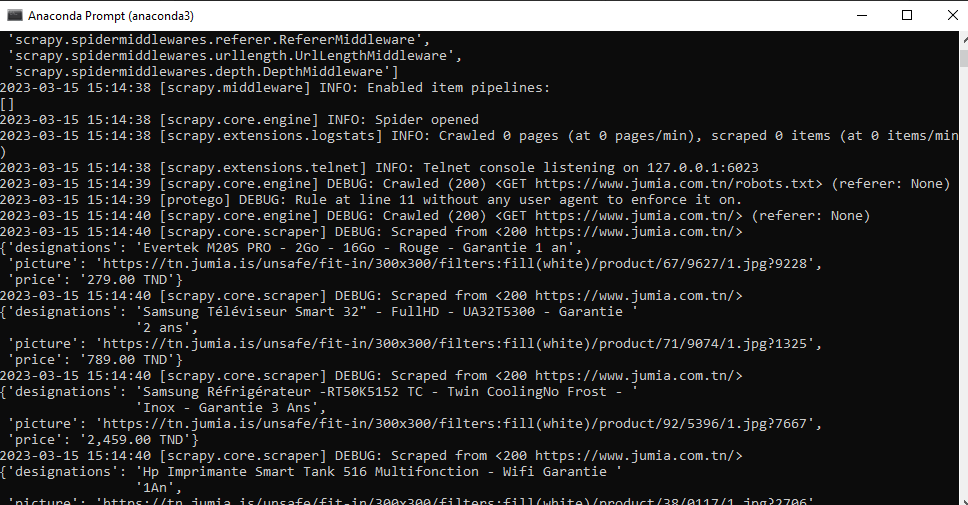 Anaconda Prompt (anaconda3)
'scrapy.spidermiddlewares.referer.RefererMiddleware',
'scrapy.spidermiddlewares.urllength.UrlLengthMiddleware',
'scrapy.spidermiddlewares.depth.DepthMiddleware']
2023-03-15 15:14:38 [scrapy.middleware] INFO: Enabled item pipelines:
[]
2023-03-15 15:14:38 [scrapy.core.engine] INFO: Spider opened
2023-03-15 15:14:38 [scrapy.extensions.logstats] INFO: Crawled 0 pages (at 0 pages/min), scraped 0 items (at 0 items/min
)
2023-03-15 15:14:38 [scrapy.extensions.telnet] INFO: Telnet console listening on 127.0.0.1:6023
2023-03-15 15:14:39 [scrapy.core.engine] DEBUG: Crawled (200) <GET https://www.jumia.com.tn/robots.txt> (referer: None)
2023-03-15 15:14:39 [protego] DEBUG: Rule at line 11 without any user agent to enforce it on.
2023-03-15 15:14:40 [scrapy.core.engine] DEBUG: Crawled (200) <GET https://www.jumia.com.tn/> (referer: None)
2023-03-15 15:14:40 [scrapy.core.scraper] DEBUG: Scraped from <200 https://www.jumia.com.tn/>
{'designations': 'Evertek M20S PRO - 2Go - 16Go - Rouge - Garantie 1 an',
'picture': 'https://tn.jumia.is/unsafe/fit-in/300x300/filters:fill(white)/product/67/9627/1.jpg?9228',
'price': '279.00 TND'}
2023-03-15 15:14:40 [scrapy.core.scraper] DEBUG: Scraped from <200 https://www.jumia.com.tn/>
{'designations': 'Samsung Téléviseur Smart 32" - FullHD - UA32T5300 - Garantie '
'2 ans',
'picture': 'https://tn.jumia.is/unsafe/fit-in/300x300/filters:fill(white)/product/71/9074/1.jpg?1325',
'price': '789.00 TND'}
2023-03-15 15:14:40 [scrapy.core.scraper] DEBUG: Scraped from <200 https://www.jumia.com.tn/>
{'designations': 'Samsung Réfrigérateur -RT50K5152 TC - Twin CoolingNo Frost - '
'Inox - Garantie 3 Ans',
'picture': 'https://tn.jumia.is/unsafe/fit-in/300x300/filters:fill(white)/product/92/5396/1.jpg?7667',
'price': '2,459.00 TND'}
2023-03-15 15:14:40 [scrapy.core.scraper] DEBUG: Scraped from <200 https://www.jumia.com.tn/>
{'designations': 'Hp Imprimante Smart Tank 516 Multifonction - Wifi Garantie '
'1An',
'picture': 'https://tn.jumia.is/unsafe/fit-in/300x300/filters:fill(white)/product/38/0117/1.jpg?2706',